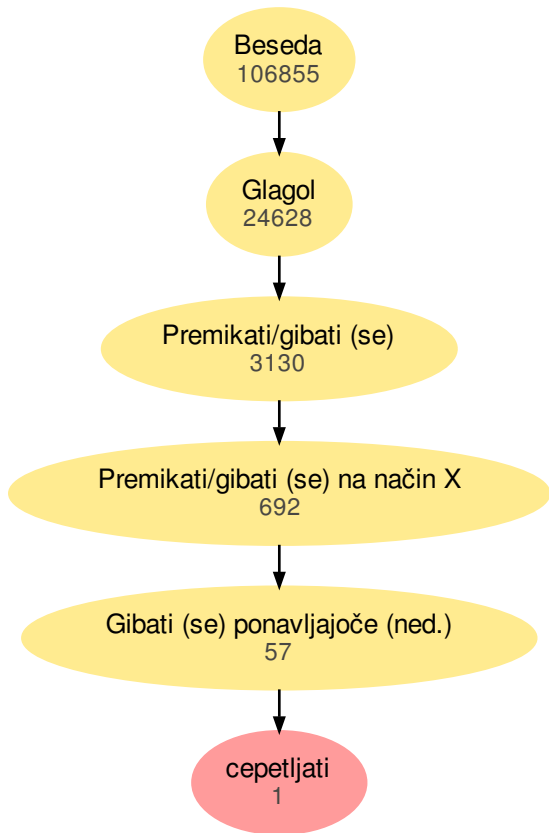 Beseda
106855
Glagol
24628
Premikati/gibati (se)
3130
Premikati/gibati (se) na način X
692
Gibati (se) ponavljajoče (ned.)
57
cepetljati
1